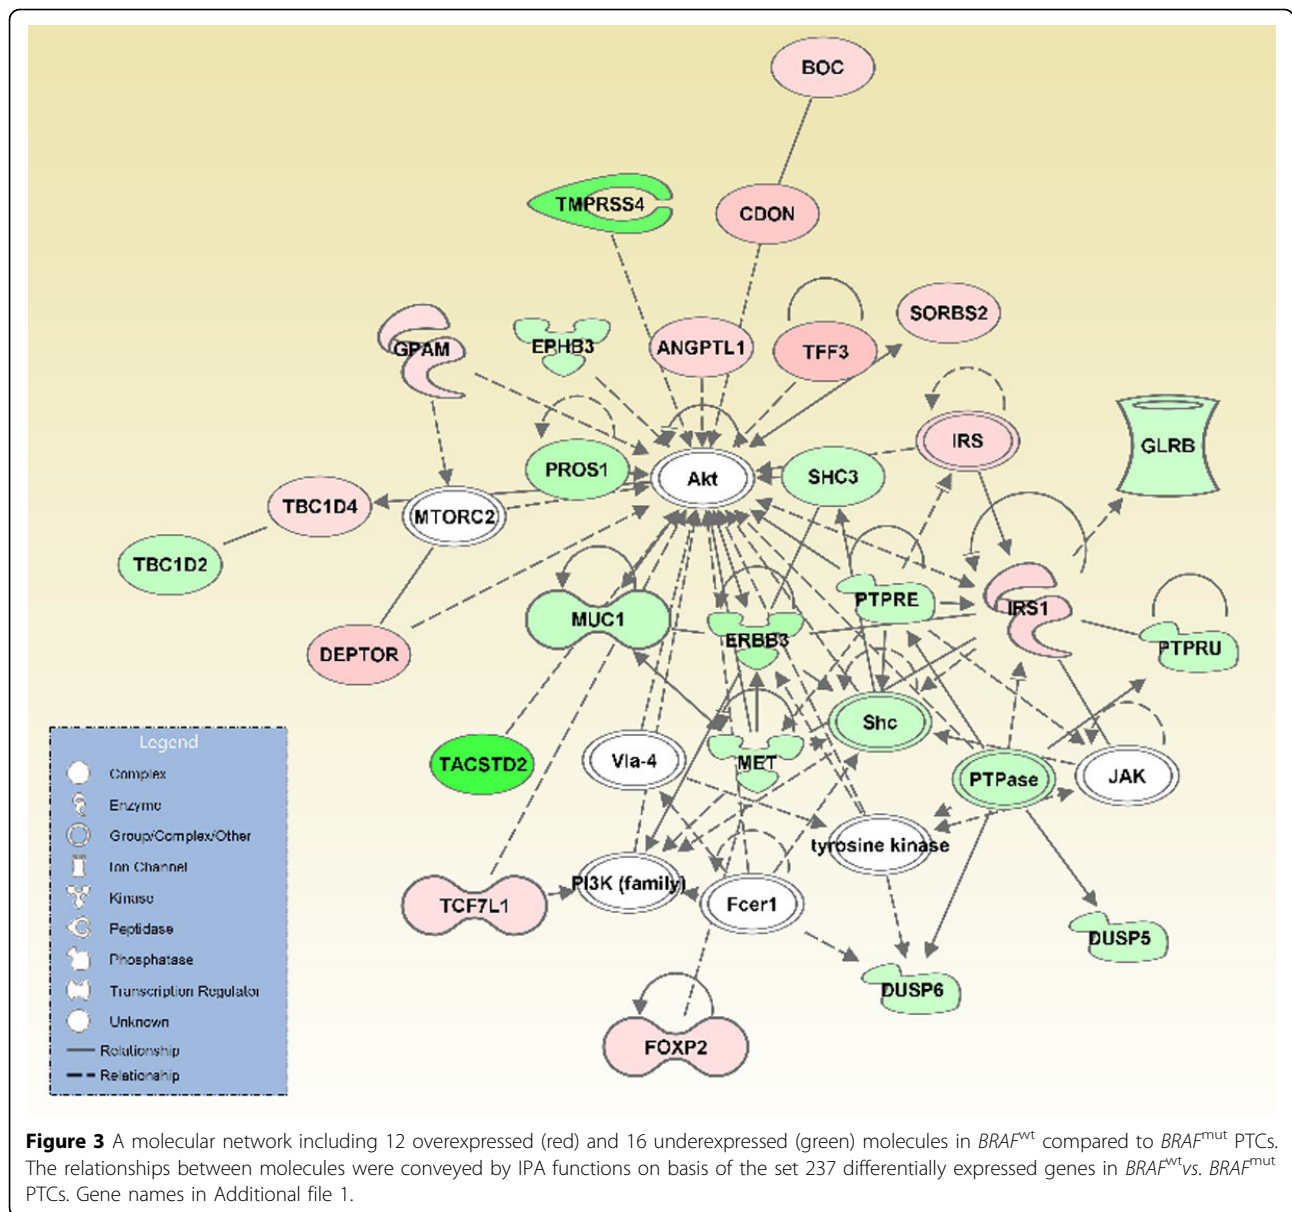 BOC
TMPRSS4
CDON
SORBS2
GPAM
EPHB3
ANGPTL1
TFF3
IRS
GLRB
PROS1
Akt
SHC3
TBC1D4
MTORC2
TBC1D2
PTPRE
IRS1
MUC1
ERBB3
PTPRU
DEPTOR
Shc
TACSTD2
Vla-4
MET
PTPase
JAK
tyrosine kinase
PI3K (family)
Fcer1
TCF7L1
DUSP5
DUSP6
FOXP2
Legend
Complex
Enzyme
Group/Complex/Other
Ion Channel
Kinase
Peptidase
Phosphatase
Transcription Regulator
Unknown
Relationship
Relationship
Figure 3 A molecular network including 12 overexpressed (red) and 16 underexpressed (green) molecules in BRAFwt compared to BRAFmut PTCs.
The relationships between molecules were conveyed by IPA functions on basis of the set 237 differentially expressed genes in BRAFwtvs. BRAFmut
PTCs. Gene names in Additional file 1.